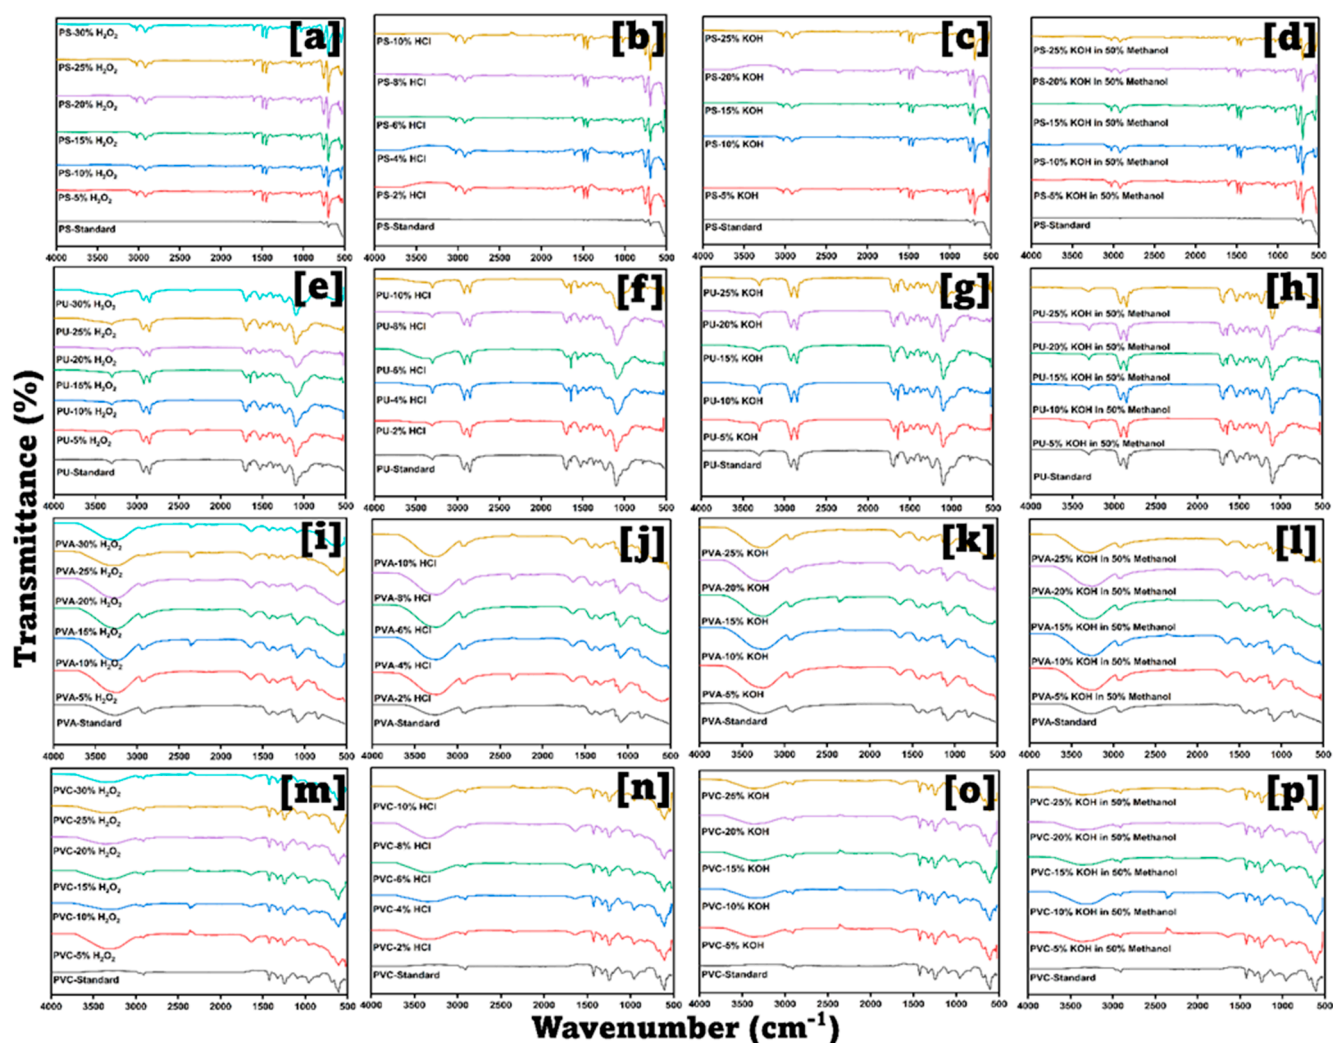 Transmittance (%)
[a]
PS-30% H₂O₂
PS-25% H₂O₂
PS-20% H₂O₂
PS-15% H₂O₂
PS-10% H₂O₂
PS-5% H₂O₂
PS-Standard
4000 3500 3000 2500 2000 1500 1000 500
[b]
PS-10% HCl
PS-8% HCl
PS-6% HCl
PS-4% HCl
PS-2% HCl
PS-Standard
4000 3500 3000 2500 2000 1500 1000 500
[c]
PS-25% KOH
PS-20% KOH
PS-15% KOH
PS-10% KOH
PS-5% KOH
PS-Standard
4000 3500 3000 2500 2000 1500 1000 500
[d]
PS-25% KOH in 50% Methanol
PS-20% KOH in 50% Methanol
PS-15% KOH in 50% Methanol
PS-10% KOH in 50% Methanol
PS-5% KOH in 50% Methanol
PS-Standard
4000 3500 3000 2500 2000 1500 1000 500
[e]
PU-30% H₂O₂
PU-25% H₂O₂
PU-20% H₂O₂
PU-15% H₂O₂
PU-10% H₂O₂
PU-5% H₂O₂
PU-Standard
4000 3500 3000 2500 2000 1500 1000 500
[f]
PU-10% HCl
PU-8% HCl
PU-6% HCl
PU-4% HCl
PU-2% HCl
PU-Standard
4000 3500 3000 2500 2000 1500 1000 500
[g]
PU-25% KOH
PU-20% KOH
PU-15% KOH
PU-10% KOH
PU-5% KOH
PU-Standard
4000 3500 3000 2500 2000 1500 1000 500
[h]
PU-25% KOH in 50% Methanol
PU-20% KOH in 50% Methanol
PU-15% KOH in 50% Methanol
PU-10% KOH in 50% Methanol
PU-5% KOH in 50% Methanol
PU-Standard
4000 3500 3000 2500 2000 1500 1000 500
[i]
PVA-30% H₂O₂
PVA-25% H₂O₂
PVA-20% H₂O₂
PVA-15% H₂O₂
PVA-10% H₂O₂
PVA-5% H₂O₂
PVA-Standard
4000 3500 3000 2500 2000 1500 1000 500
[j]
PVA-10% HCl
PVA-8% HCl
PVA-6% HCl
PVA-4% HCl
PVA-2% HCl
PVA-Standard
4000 3500 3000 2500 2000 1500 1000 500
[k]
PVA-25% KOH
PVA-20% KOH
PVA-15% KOH
PVA-10% KOH
PVA-5% KOH
PVA-Standard
4000 3500 3000 2500 2000 1500 1000 500
[l]
PVA-25% KOH in 50% Methanol
PVA-20% KOH in 50% Methanol
PVA-15% KOH in 50% Methanol
PVA-10% KOH in 50% Methanol
PVA-5% KOH in 50% Methanol
PVA-Standard
4000 3500 3000 2500 2000 1500 1000 500
[m]
PVC-30% H₂O₂
PVC-25% H₂O₂
PVC-20% H₂O₂
PVC-15% H₂O₂
PVC-10% H₂O₂
PVC-5% H₂O₂
PVC-Standard
4000 3500 3000 2500 2000 1500 1000 500
[n]
PVC-10% HCl
PVC-8% HCl
PVC-6% HCl
PVC-4% HCl
PVC-2% HCl
PVC-Standard
4000 3500 3000 2500 2000 1500 1000 500
[o]
PVC-25% KOH
PVC-20% KOH
PVC-15% KOH
PVC-10% KOH
PVC-5% KOH
PVC-Standard
4000 3500 3000 2500 2000 1500 1000 500
[p]
PVC-25% KOH in 50% Methanol
PVC-20% KOH in 50% Methanol
PVC-15% KOH in 50% Methanol
PVC-10% KOH in 50% Methanol
PVC-5% KOH in 50% Methanol
PVC-Standard
4000 3500 3000 2500 2000 1500 1000 500
Wavenumber (cm⁻¹)